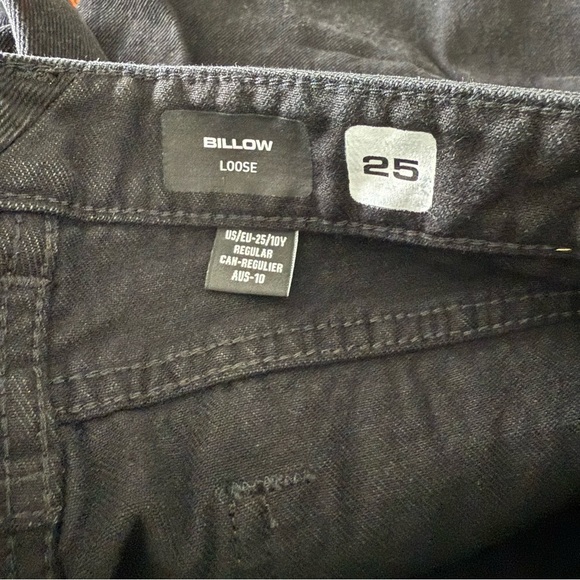 BILLOW
LOOSE
25
US/EU-25/10Y
REGULAR
CAN-REGULIER
AUS-10